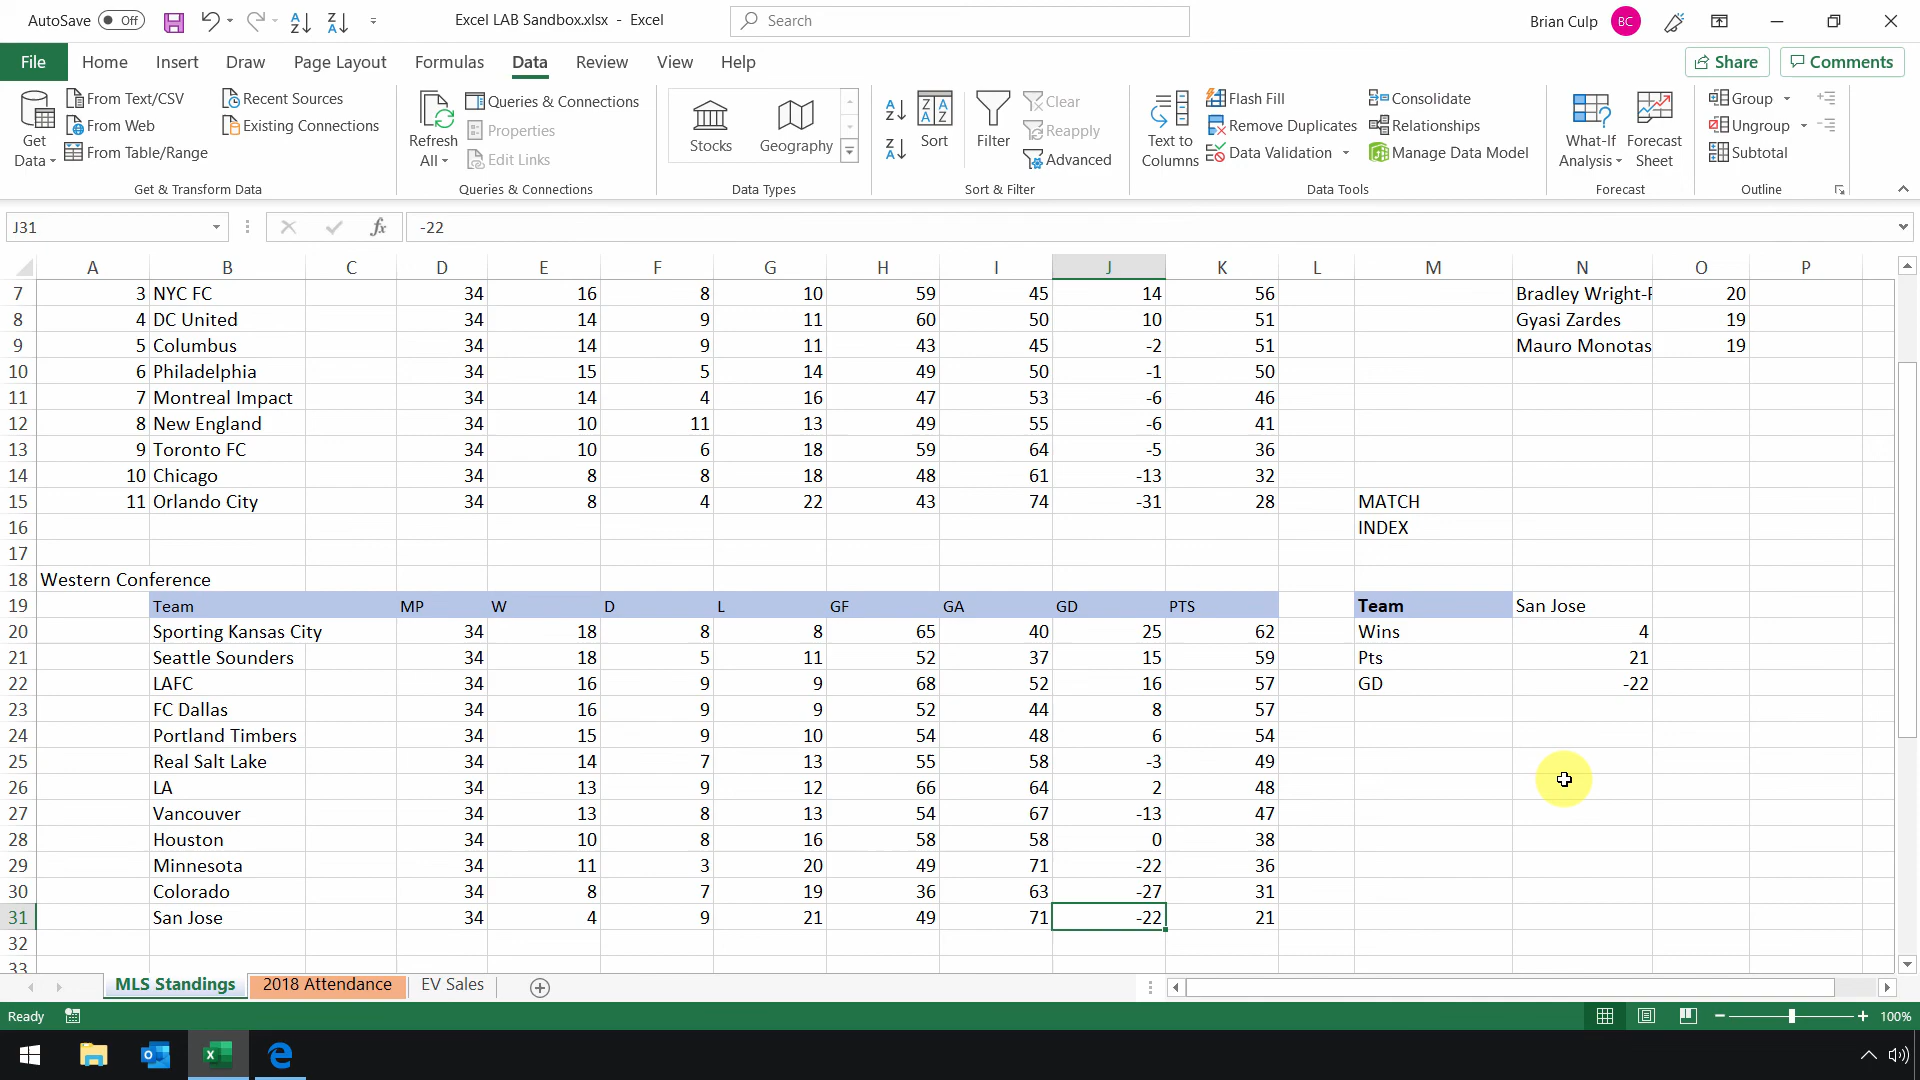 AutoSave Off Excel LAB Sandbox.xlsx - Excel Search Brian Culp BC
File Home Insert Draw Page Layout Formulas Data Review View Help Share Comments
Get Data From Text/CSV From Web From Table/Range Recent Sources Existing Connections
Refresh All Queries & Connections Properties Edit Links
Stocks Geography
A Z Z A Sort Filter Clear Reapply Advanced
Text to Columns Flash Fill Remove Duplicates Data Validation Consolidate Relationships Manage Data Model
What-If Analysis Forecast Sheet Group Ungroup Subtotal
Get & Transform Data Queries & Connections Data Types Sort & Filter Data Tools Forecast Outline
J31 fx -22
A B C D E F G H I J K L M N O P
7 3 NYC FC 34 16 8 10 59 45 14 56 Bradley Wright- 20
8 4 DC United 34 14 9 11 60 50 10 51 Gyasi Zardes 19
9 5 Columbus 34 14 9 11 43 45 -2 51 Mauro Monotas 19
10 6 Philadelphia 34 15 5 14 49 50 -1 50
11 7 Montreal Impact 34 14 4 16 47 53 -6 46
12 8 New England 34 10 11 13 49 55 -6 41
13 9 Toronto FC 34 10 6 18 59 64 -5 36
14 10 Chicago 34 8 8 18 48 61 -13 32
15 11 Orlando City 34 8 4 22 43 74 -31 28 MATCH
16 INDEX
17
18 Western Conference
19 Team MP W D L GF GA GD PTS Team San Jose
20 Sporting Kansas City 34 18 8 8 65 40 25 62 Wins 4
21 Seattle Sounders 34 18 5 11 52 37 15 59 Pts 21
22 LAFC 34 16 9 9 68 52 16 57 GD -22
23 FC Dallas 34 16 9 9 52 44 8 57
24 Portland Timbers 34 15 9 10 54 48 6 54
25 Real Salt Lake 34 14 7 13 55 58 -3 49
26 LA 34 13 9 12 66 64 2 48
27 Vancouver 34 13 8 13 54 67 -13 47
28 Houston 34 10 8 16 58 58 0 38
29 Minnesota 34 11 3 20 49 71 -22 36
30 Colorado 34 8 7 19 36 63 -27 31
31 San Jose 34 4 9 21 49 71 -22 21
32
33
MLS Standings 2018 Attendance EV Sales
Ready 100%